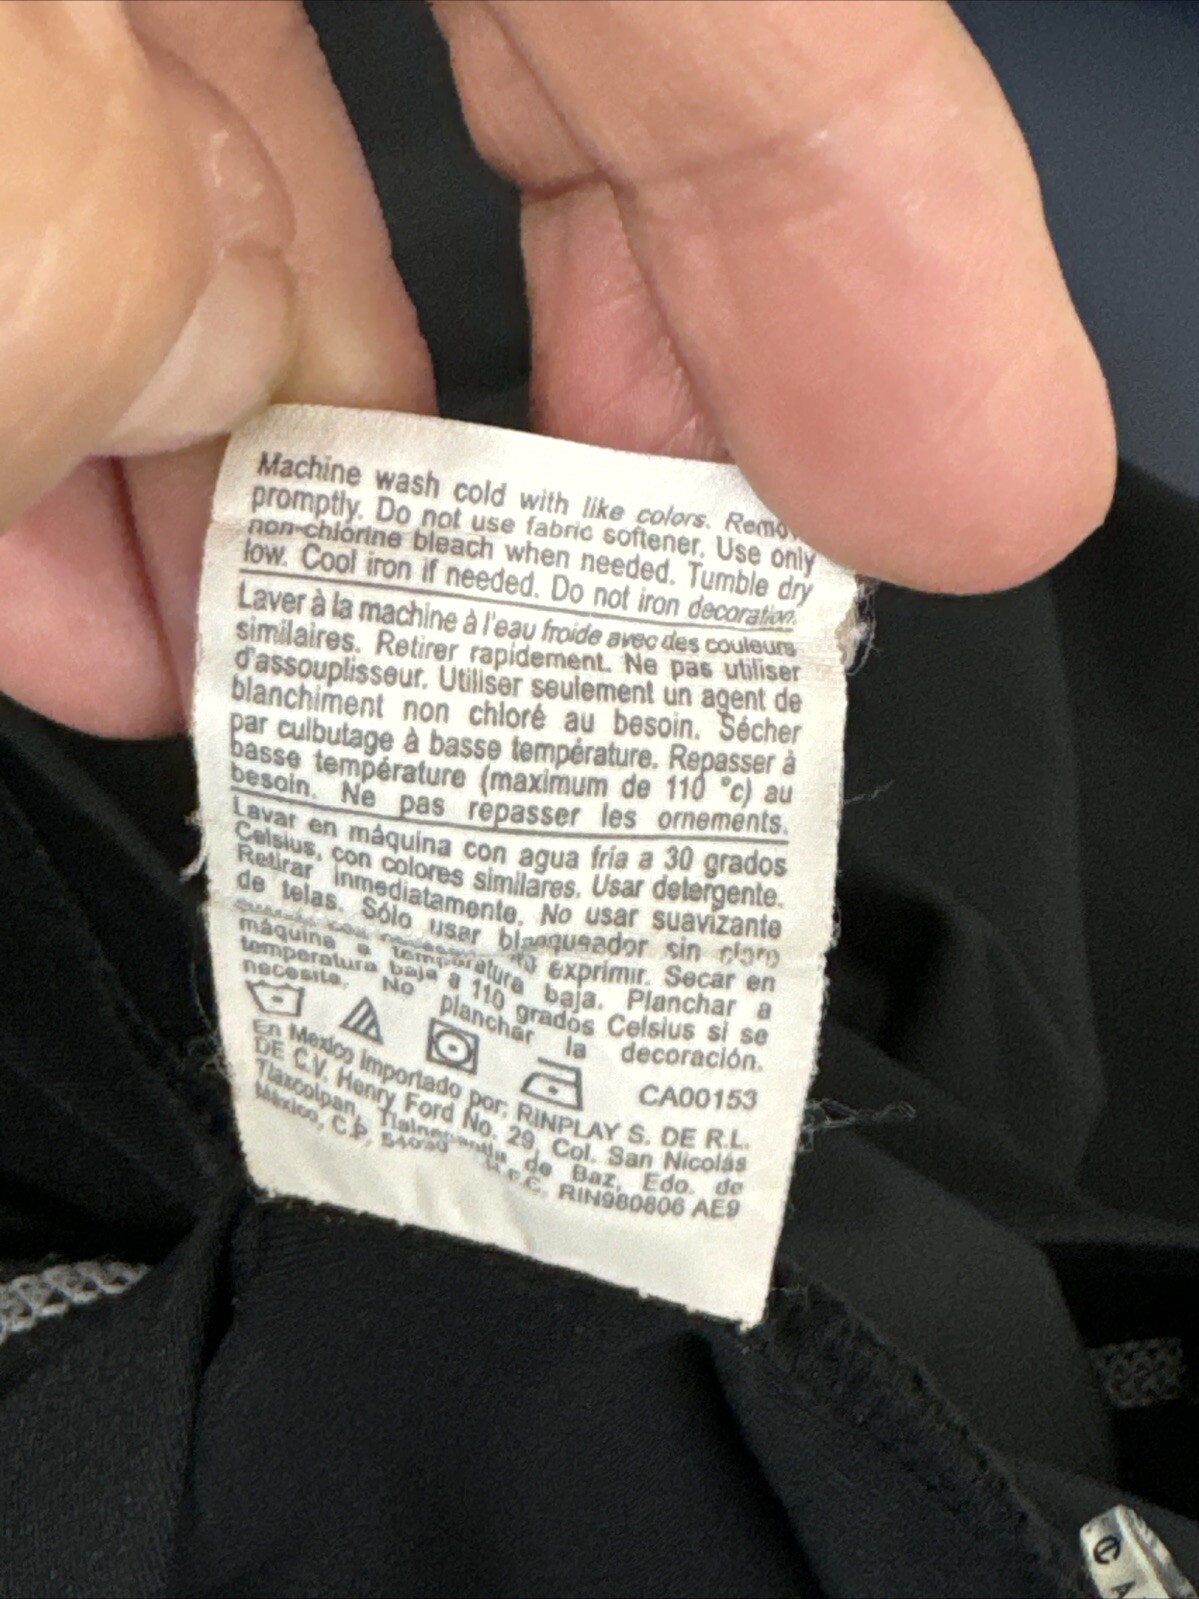 Machine wash cold with like colors.
promptly. Do not use fabric softener. Use only
non-chlorine bleach when needed. Tumble dry
low. Cool iron if needed. Do not iron decoration.
Laver à la machine à l'eau froide avec des couleurs
similaires. Retirer rapidement. Ne pas utiliser
d'assouplisseur. Utiliser seulement un agent de
blanchiment non chloré au besoin. Sécher
par culbutage à basse température. Repasser à
basse température (maximum de 110 °c) au
besoin. Ne pas repasser les ornements.
Lavar en máquina con agua fría a 30 grados
Celsius, con colores similares. Usar detergente.
Retirar inmediatamente. No usar suavizante
de telas. Sólo usar blanqueador sin cloro
exprimir. Secar en
máquina a temperatura baja. Planchar a
temperatura baja a 110 grados Celsius si se
necesita. No planchar la decoración.
CA00153
En Mexico importado por: RINPLAY S. DE R.L.
DE C.V. Henry Ford No. 29, Col. San Nicolás
Tlaxcolpan, Tlalnepantla de Baz, Edo. de
México, C.P. 54030 R.F.C. RIN980806 AE9
CA